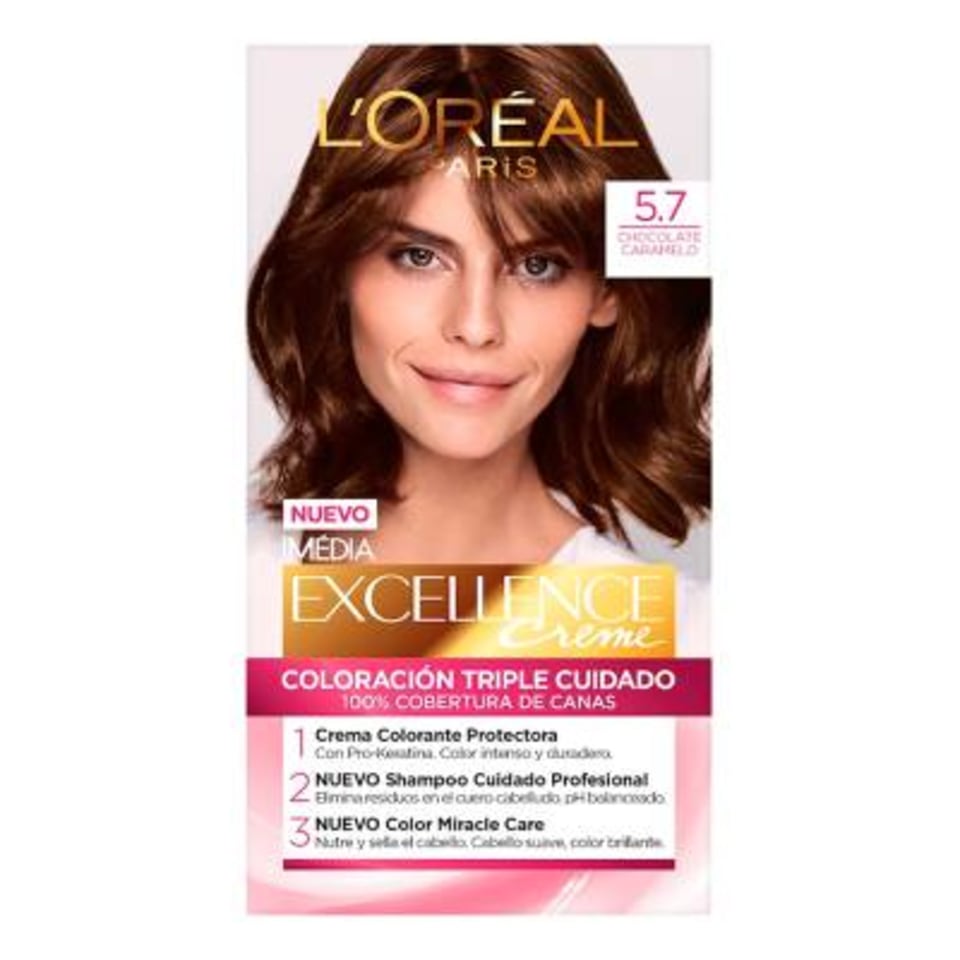 L'ORÉAL
PARIS
5.7
CHOCOLATE
CARAMELO
NUEVO
IMÉDIA
EXCELLENCE
Creme
COLORACIÓN TRIPLE CUIDADO
100% COBERTURA DE CANAS
1 Crema Colorante Protectora
Con Pro-Keratina. Color intenso y duradero.
2 NUEVO Shampoo Cuidado Profesional
Elimina residuos en el cuero cabelludo. pH balanceado.
3 NUEVO Color Miracle Care
Nutre y sella el cabello. Cabello suave, color brillante.